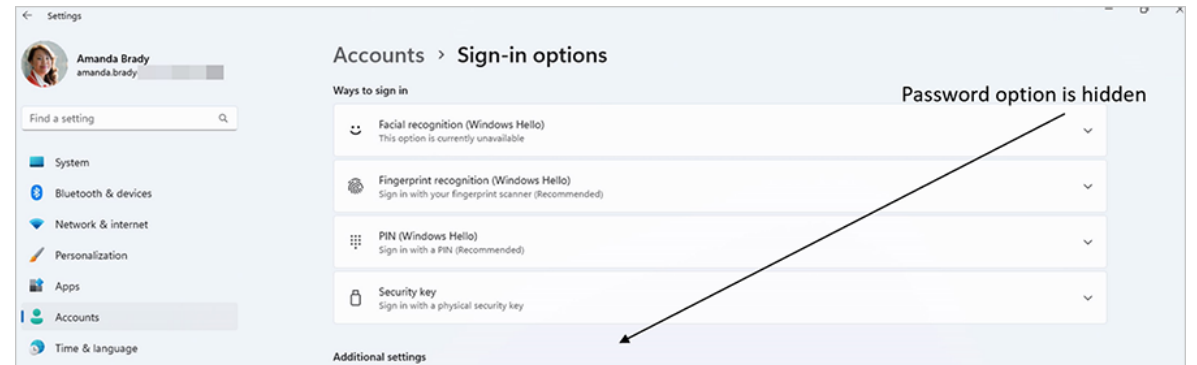 Settings
Amanda Brady
amanda.brady
Find a setting
System
Bluetooth & devices
Network & internet
Personalization
Apps
Accounts
Time & language
Accounts > Sign-in options
Ways to sign in
Password option is hidden
Facial recognition (Windows Hello)
This option is currently unavailable
Fingerprint recognition (Windows Hello)
Sign in with your fingerprint scanner (Recommended)
PIN (Windows Hello)
Sign in with a PIN (Recommended)
Security key
Sign in with a physical security key
Additional settings